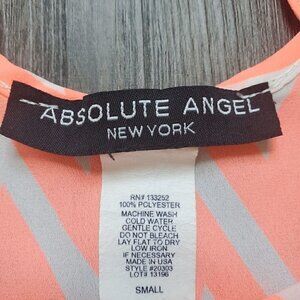 ABSOLUTE ANGEL
NEW YORK
RN# 133252
100% POLYESTER
MACHINE WASH
COLD WATER
GENTLE CYCLE
DO NOT BLEACH
LAY FLAT TO DRY
LOW IRON
IF NECESSARY
MADE IN USA
STYLE #20303
LOT# 13196
SMALL